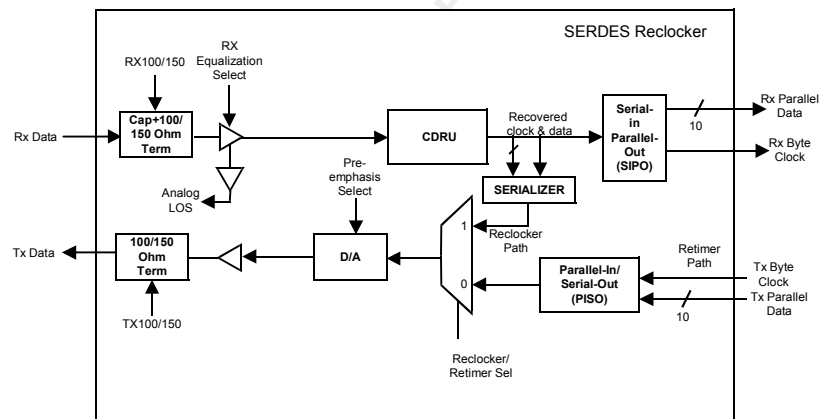 SERDES Reclocker
RX
Equalization
Select
RX100/150
Rx Data
Cap+100/
150 Ohm
Term
Analog
LOS
CDRU
Recovered
clock & data
Serial-
in
Parallel-
Out
(SIPO)
10
Rx Parallel
Data
Rx Byte
Clock
Pre-
emphasis
Select
SERIALIZER
1
Reclocker
Path
0
Tx Data
100/150
Ohm
Term
TX100/150
D/A
Parallel-In/
Serial-Out
(PISO)
Retimer
Path
Tx Byte
Clock
Tx Parallel
Data
10
Reclocker/
Retimer Sel